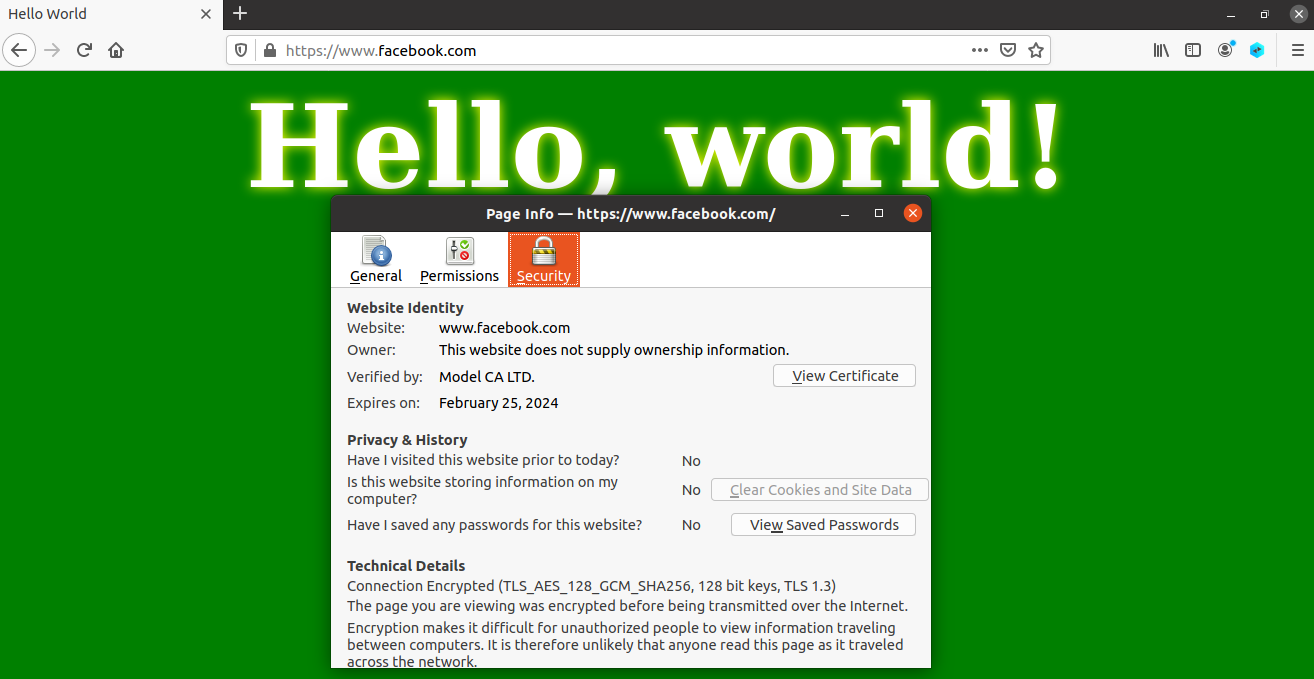 Hello World
https://www.facebook.com
Hello, world!
Page Info — https://www.facebook.com/
General Permissions Security
Website Identity
Website: www.facebook.com
Owner: This website does not supply ownership information.
Verified by: Model CA LTD. View Certificate
Expires on: February 25, 2024
Privacy & History
Have I visited this website prior to today? No
Is this website storing information on my
computer? No Clear Cookies and Site Data
Have I saved any passwords for this website? No View Saved Passwords
Technical Details
Connection Encrypted (TLS_AES_128_GCM_SHA256, 128 bit keys, TLS 1.3)
The page you are viewing was encrypted before being transmitted over the Internet.
Encryption makes it difficult for unauthorized people to view information traveling
between computers. It is therefore unlikely that anyone read this page as it traveled
across the network.